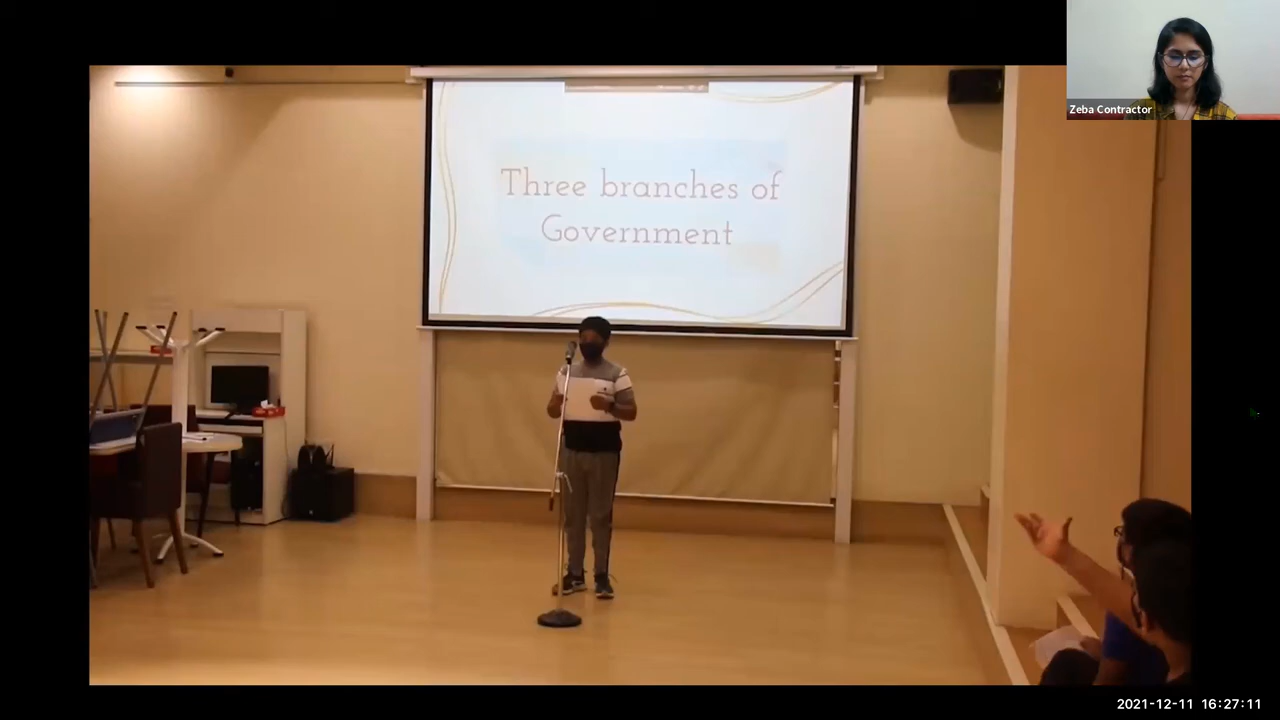 Zeba Contractor
Three branches of
Government
2021-12-11 16:27:11